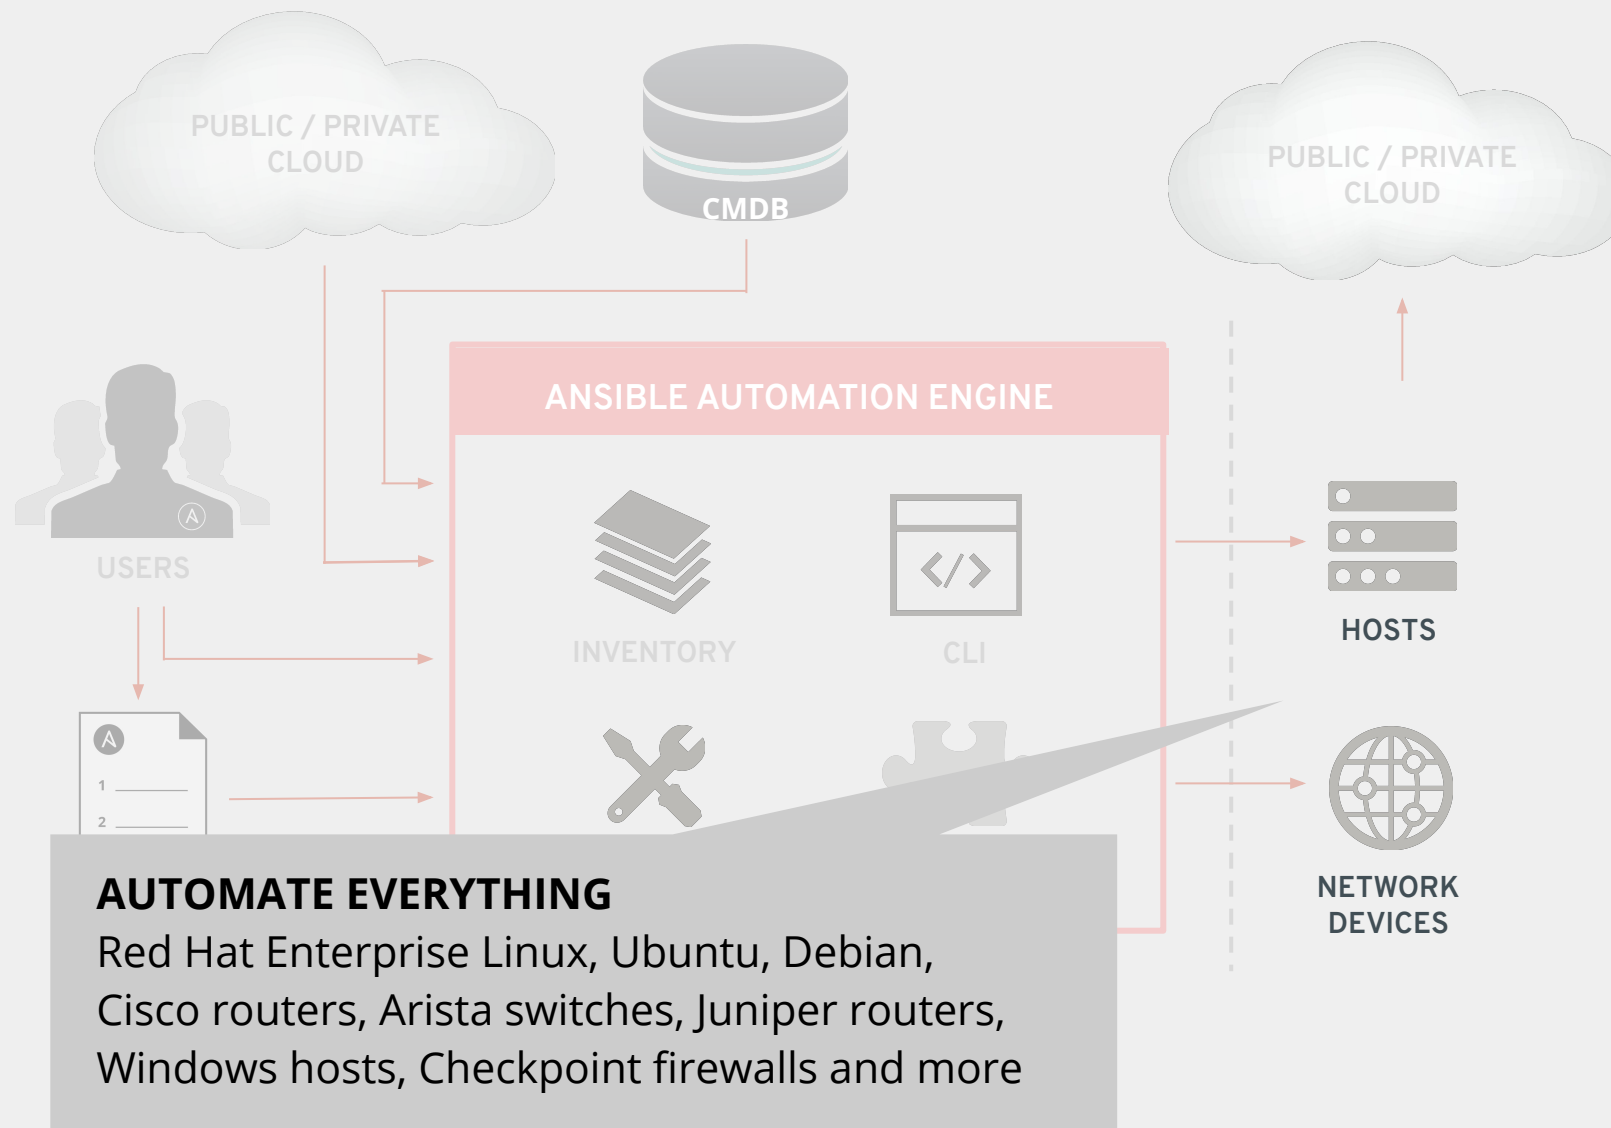 PUBLIC / PRIVATE
CLOUD
CMDB
PUBLIC / PRIVATE
CLOUD
ANSIBLE AUTOMATION ENGINE
USERS
INVENTORY
CLI
HOSTS
1
2
NETWORK
DEVICES
AUTOMATE EVERYTHING
Red Hat Enterprise Linux, Ubuntu, Debian,
Cisco routers, Arista switches, Juniper routers,
Windows hosts, Checkpoint firewalls and more